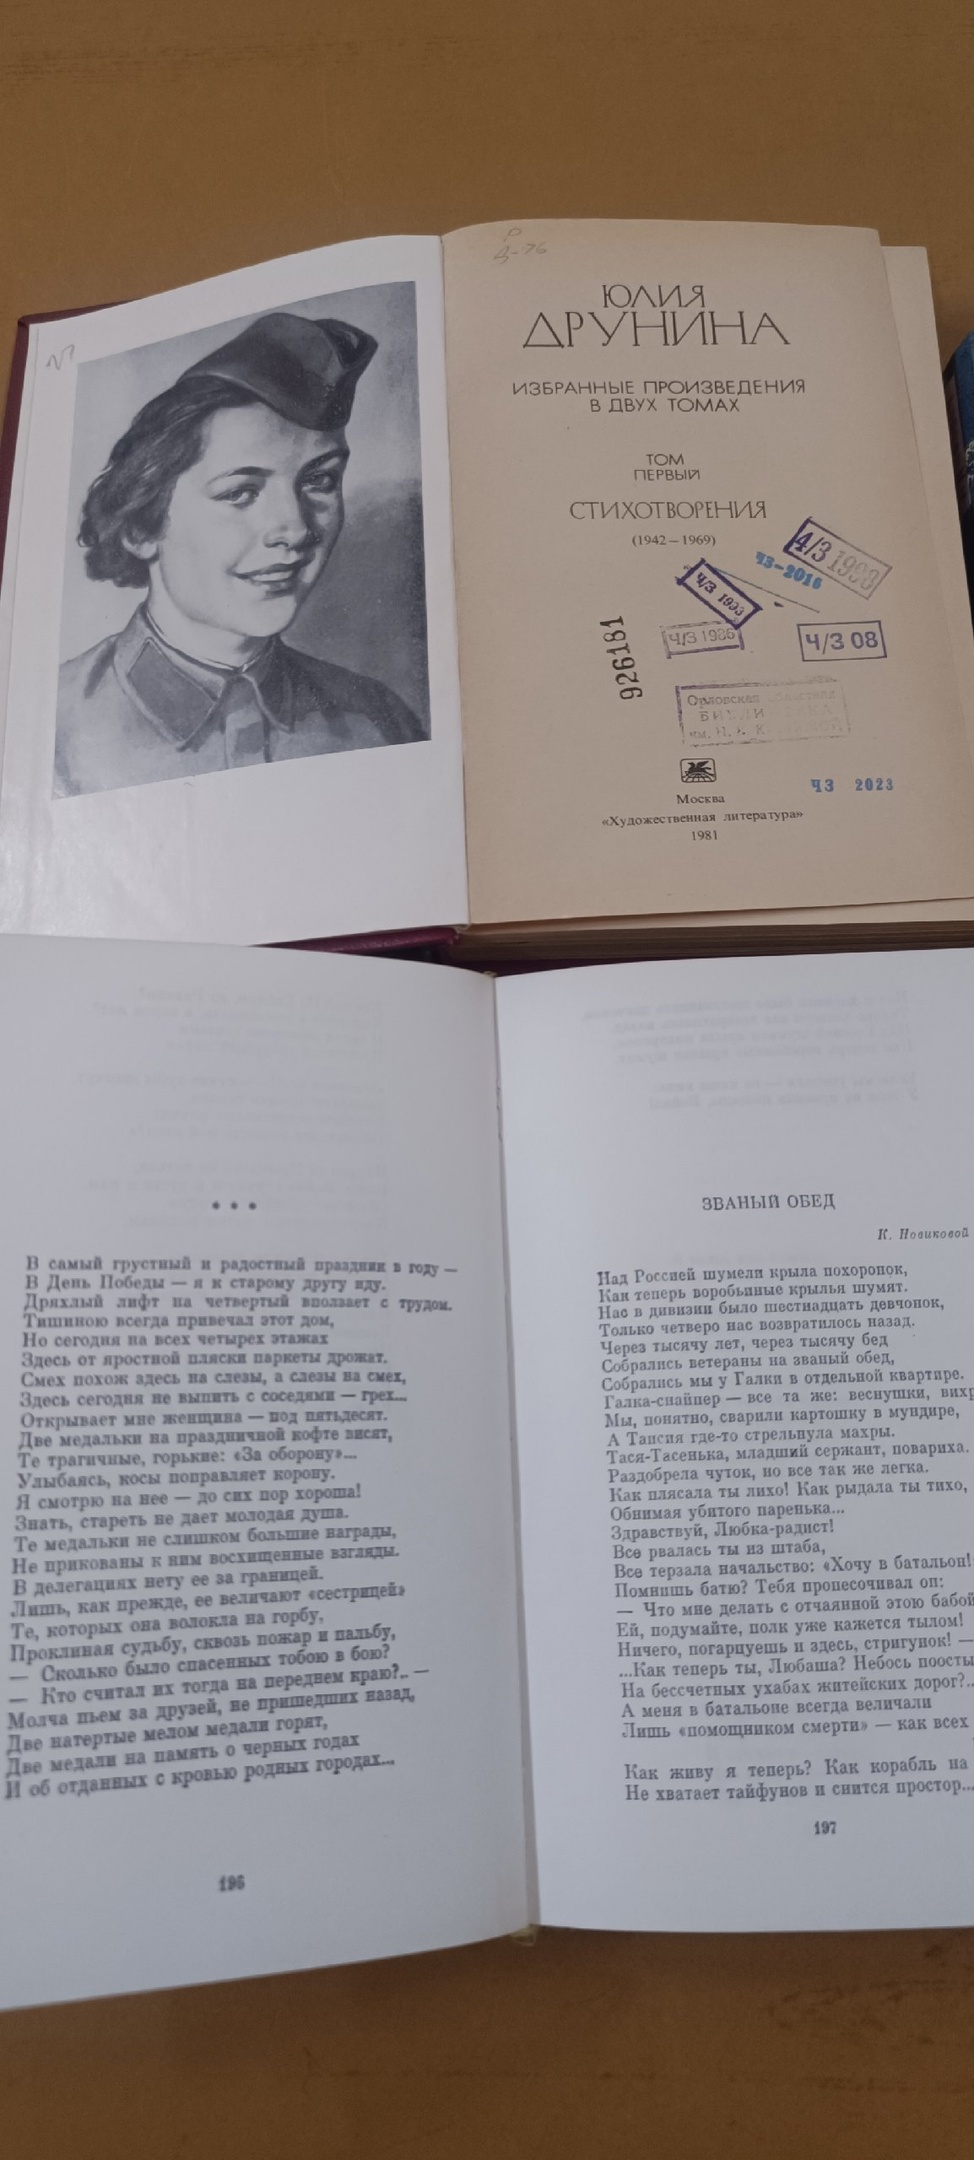 ЮЛИЯ
ДРУНИНА
ИЗБРАННЫЕ ПРОИЗВЕДЕНИЯ
В ДВУХ ТОМАХ
ТОМ
ПЕРВЫЙ
СТИХОТВОРЕНИЯ
(1942–1969)
4/3 1998
ЧЗ-2016
Ч/З 1993
Ч/З 1986
Ч/З 08
926181
Орловская областная
БИБЛИОТЕКА
им. Н. К.
Москва
«Художественная литература»
1981
ЧЗ 2023
* * *
В самый грустный и радостный праздник в году —
В День Победы — я к старому другу иду.
Дряхлый лифт на четвертый вползает с трудом.
Тишиною всегда привечал этот дом,
Но сегодня на всех четырех этажах
Здесь от яростной пляски паркеты дрожат.
Смех похож здесь на слезы, а слезы на смех,
Здесь сегодня не выпить с соседями — грех...
Открывает мне женщина — под пятьдесят.
Две медальки на праздничной кофте висят,
Те трагичные, горькие: «За оборону»...
Улыбаясь, косы поправляет корону.
Я смотрю на нее — до сих пор хороша!
Знать, стареть не дает молодая душа.
Те медальки не слишком большие награды,
Не прикованы к ним восхищенные взгляды.
В делегациях нету ее за границей.
Лишь, как прежде, ее величают «сестрицей»
Те, которых она волокла на горбу,
Проклиная судьбу, сквозь пожар и пальбу,
— Сколько было спасенных тобою в бою?
— Кто считал их тогда на переднем краю?.. —
Молча пьем за друзей, не пришедших назад,
Две натертые мелом медали горят,
Две медали на память о черных годах
И об отданных с кровью родных городах...
196
ЗВАНЫЙ ОБЕД
К. Новиковой
Над Россией шумели крыла похоронок,
Как теперь воробьиные крылья шумят.
Нас в дивизии было шестнадцать девчонок,
Только четверо нас возвратилось назад.
Через тысячу лет, через тысячу бед
Собрались ветераны на званый обед,
Собрались мы у Галки в отдельной квартире.
Галка-снайпер — все та же: веснушки, вихр
Мы, понятно, сварили картошку в мундире,
А Таисия где-то стрельнула махры.
Тася-Тасенька, младший сержант, повариха.
Раздобрела чуток, но все так же легка.
Как плясала ты лихо! Как рыдала ты тихо,
Обнимая убитого паренька...
Здравствуй, Любка-радист!
Все рвалась ты из штаба,
Все терзала начальство: «Хочу в батальон!
Помнишь батю? Тебя пропесочивал он:
— Что мне делать с отчаянной этою бабой
Ей, подумайте, полк уже кажется тылом!
Ничего, погарцуешь и здесь, стригунок! —
...Как теперь ты, Любаша? Небось поосты
На бессчетных ухабах житейских дорог?..
А меня в батальоне всегда величали
Лишь «помощником смерти» — как всех
Как живу я теперь? Как корабль на
Не хватает тайфунов и снится простор...
197